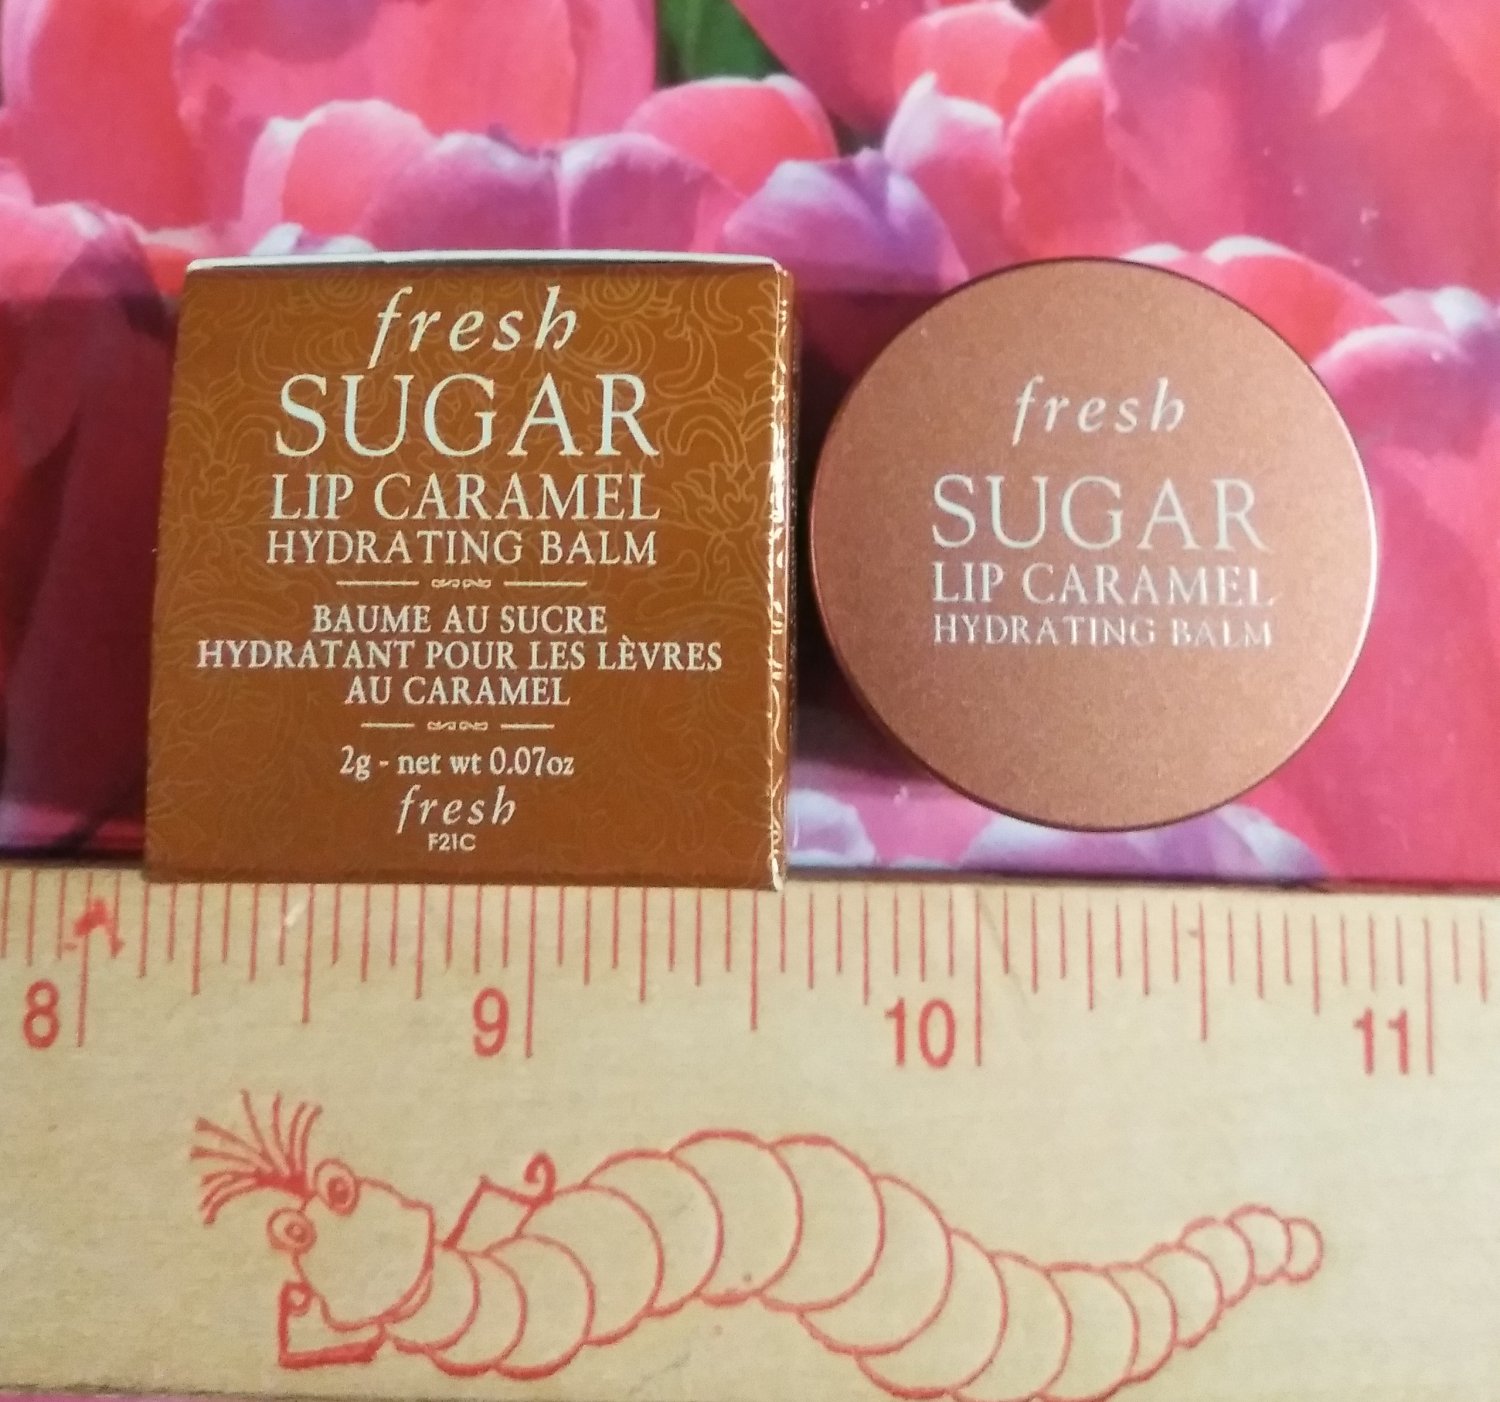 fresh
SUGAR
LIP CARAMEL
HYDRATING BALM
BAUME AU SUCRE
HYDRATANT POUR LES LÈVRES
AU CARAMEL
2g - net wt 0.07oz
fresh
F21C
fresh
SUGAR
LIP CARAMEL
HYDRATING BALM
8 9 10 11